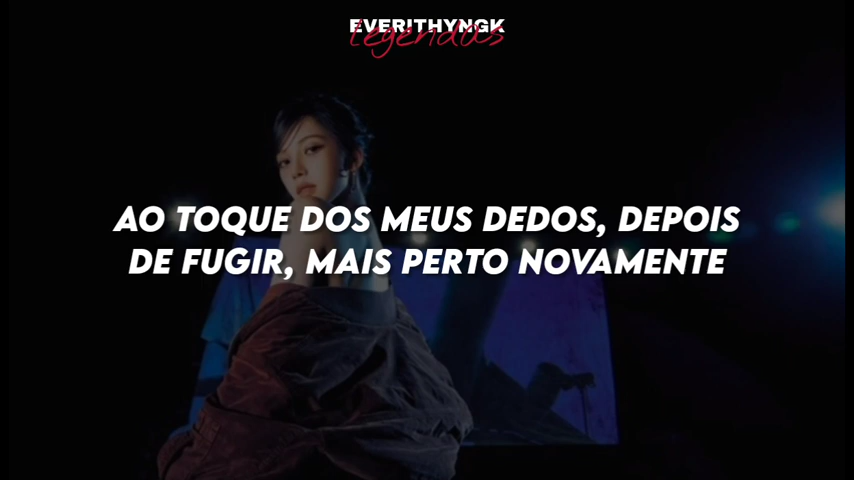 EVERITHYNGK
legendas
AO TOQUE DOS MEUS DEDOS, DEPOIS
DE FUGIR, MAIS PERTO NOVAMENTE